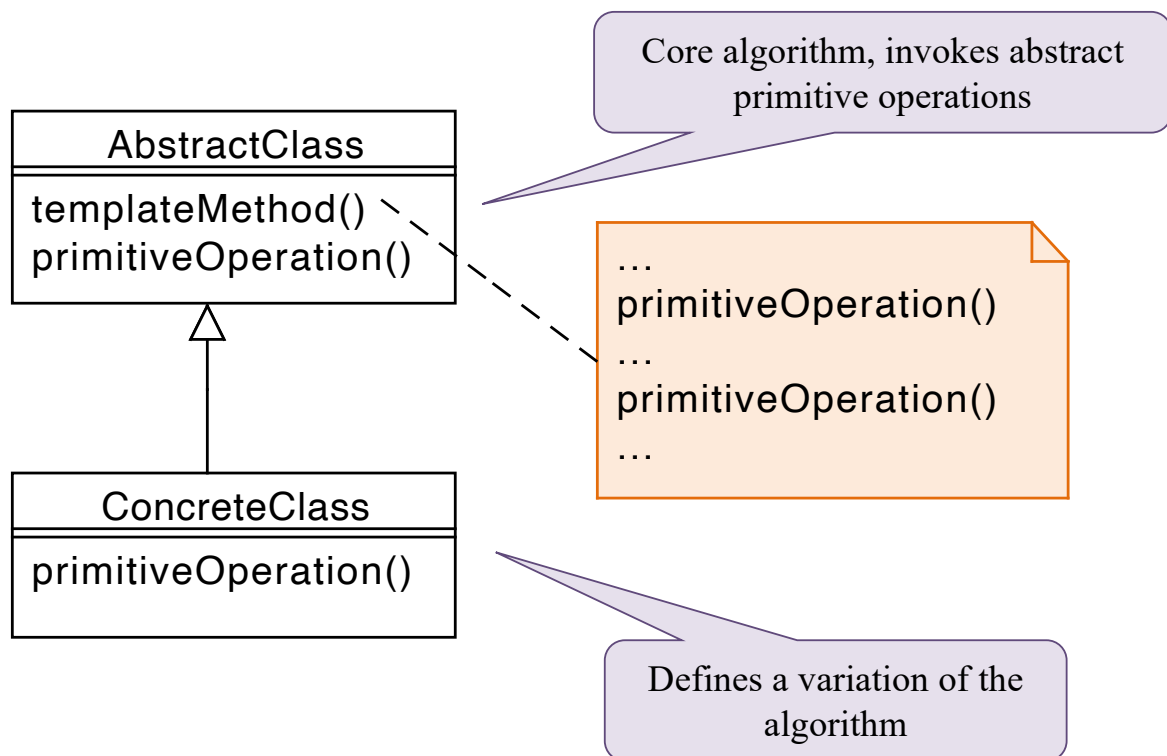 Core algorithm, invokes abstract
primitive operations
AbstractClass
templateMethod()
primitiveOperation()
...
primitiveOperation()
...
primitiveOperation()
...
ConcreteClass
primitiveOperation()
Defines a variation of the
algorithm